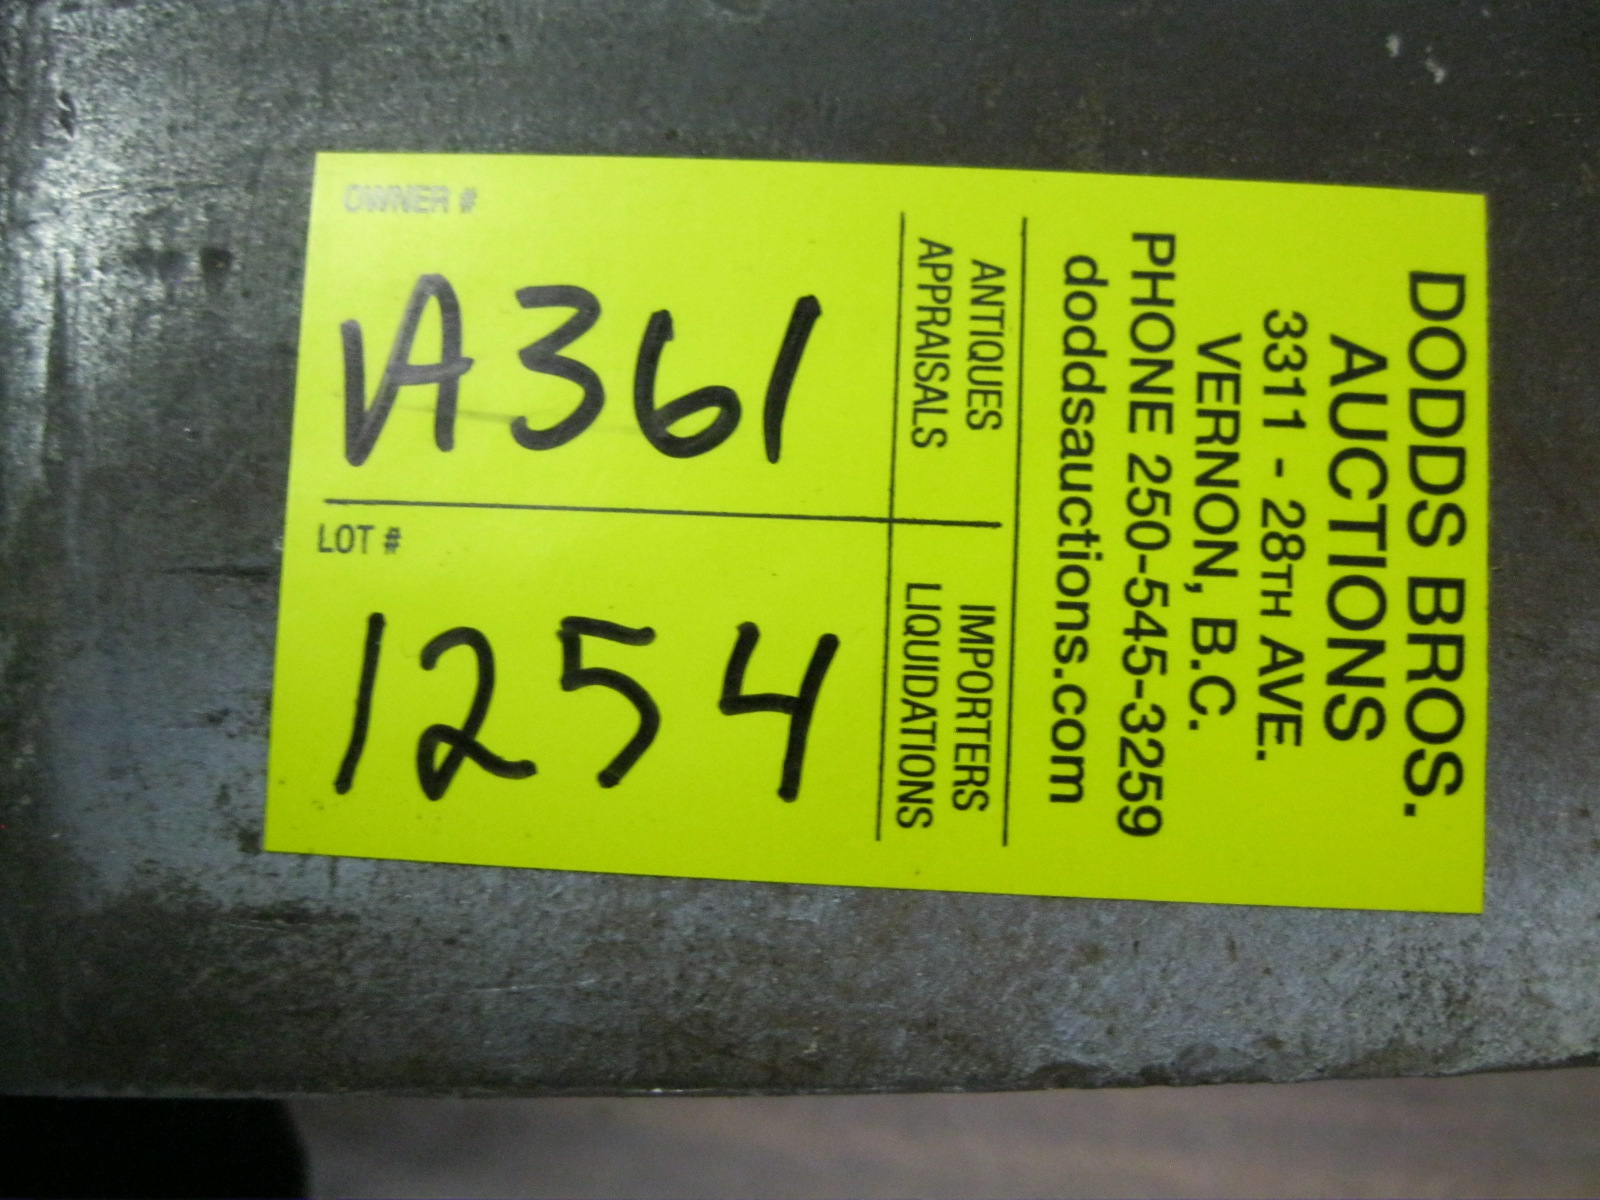 DODDS BROS.
AUCTIONS
3311 - 28TH AVE.
VERNON, B.C.
PHONE 250-545-3259
doddsauctions.com
ANTIQUES
APPRAISALS
IMPORTERS
LIQUIDATIONS
OWNER #
A361
LOT #
1254